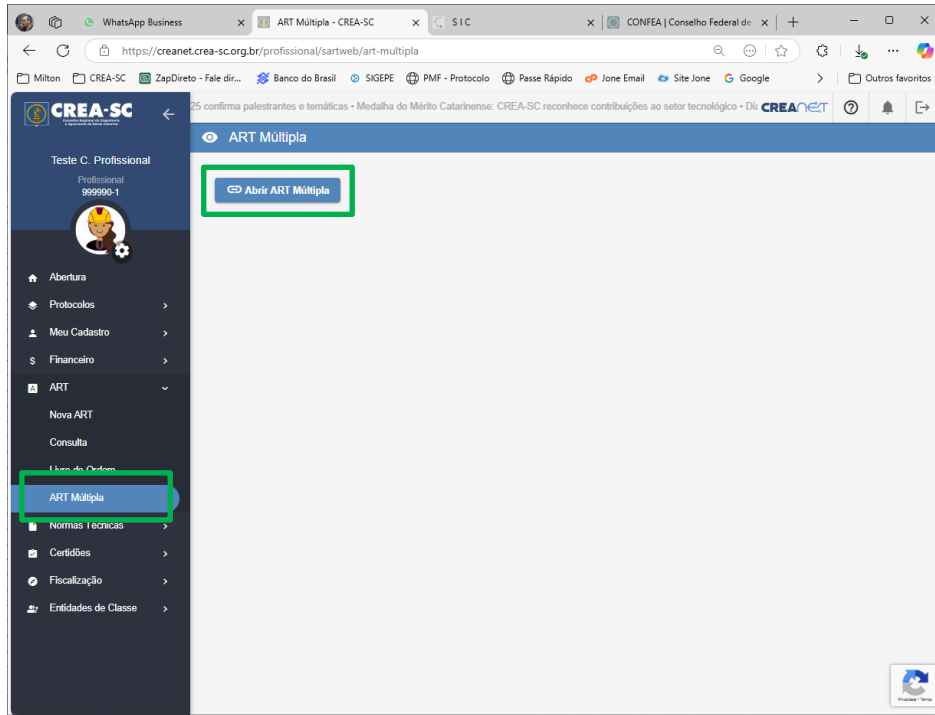 WhatsApp Business
ART Múltipla - CREA-SC
S I C
CONFEA | Conselho Federal de
https://creanet.crea-sc.org.br/profissional/sartweb/art-multipla
Milton
CREA-SC
ZapDireto - Fale dir...
Banco do Brasil
SIGEPE
PMF - Protocolo
Passe Rápido
Jone Email
Site Jone
Google
Outros favoritos
CREA-SC
25 confirma palestrantes e temáticas • Medalha do Mérito Catarinense: CREA-SC reconhece contribuições ao setor tecnológico • Di
CREANET
ART Múltipla
Abrir ART Múltipla
Teste C. Profissional
Profissional
999990-1
Abertura
Protocolos
Meu Cadastro
Financeiro
ART
Nova ART
Consulta
Livro de Ordem
ART Múltipla
Normas Técnicas
Certidões
Fiscalização
Entidades de Classe
Privacidade - Termos